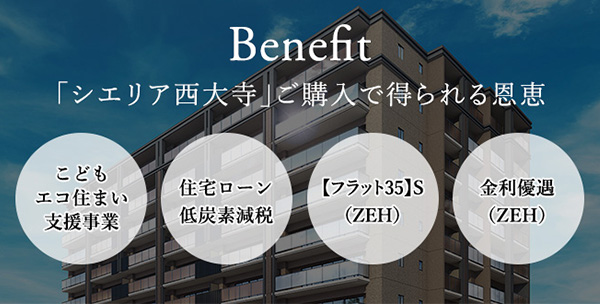 Benefit
「シエリア西大寺」ご購入で得られる恩恵
こども
エコ住まい
支援事業
住宅ローン
低炭素減税
【フラット35】S
（ZEH）
金利優遇
（ZEH）